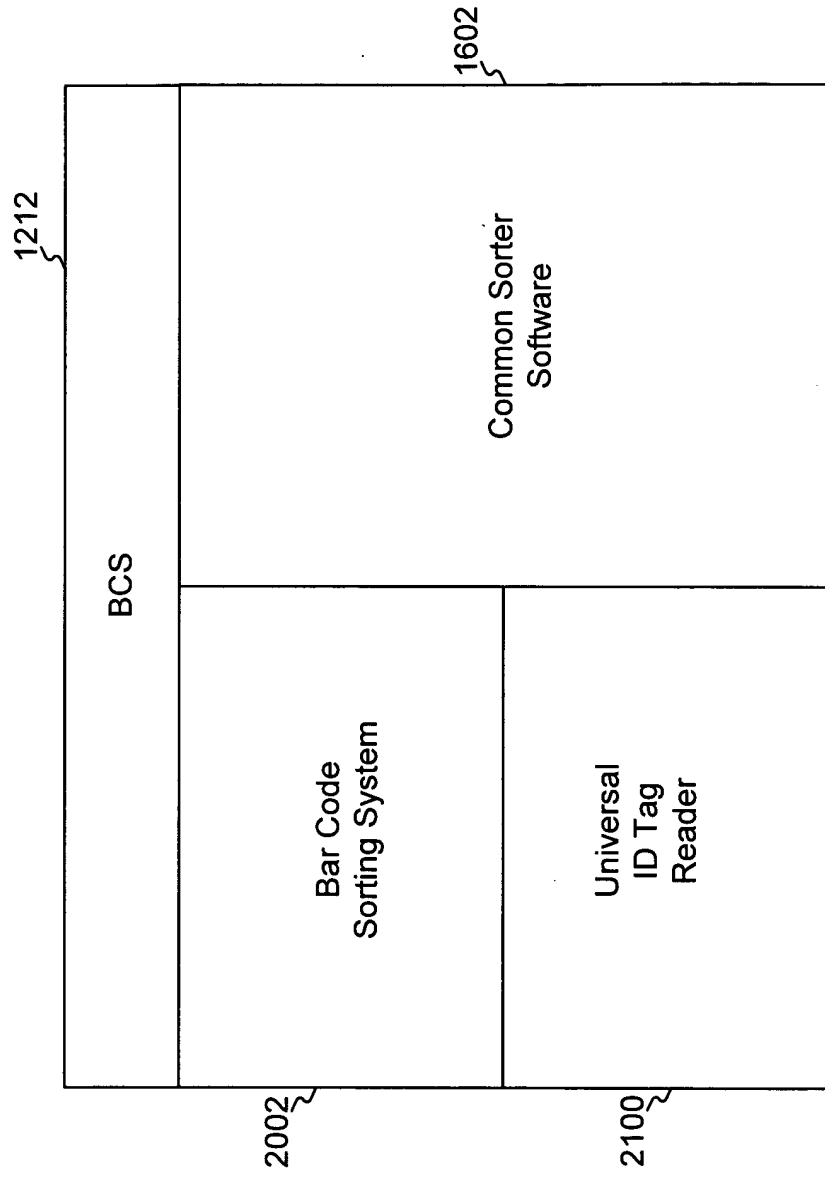 1212
BCS
2002
Bar Code
Sorting System
1602
Common Sorter
Software
2100
Universal
ID Tag
Reader